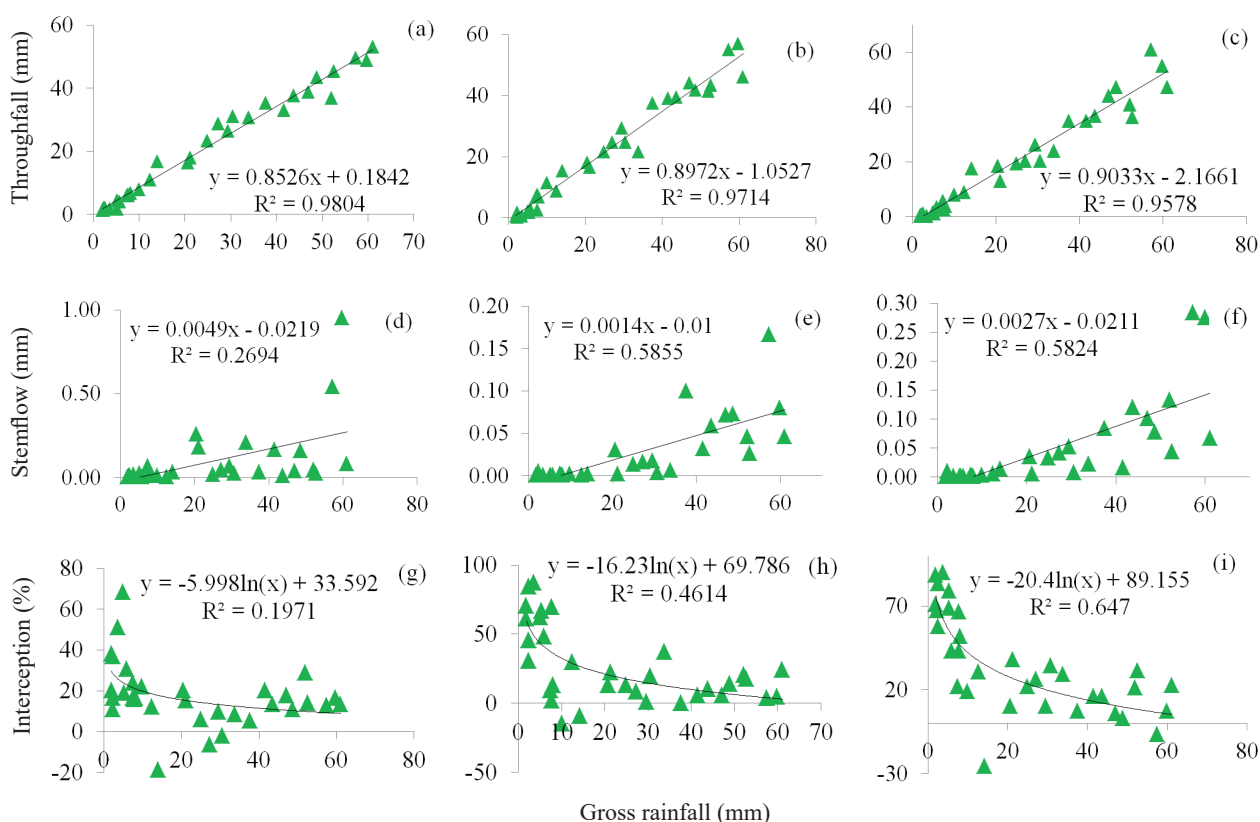 Throughfall (mm)
60
40
20
0
0 10 20 30 40 50 60 70
(a)
y = 0.8526x + 0.1842
R² = 0.9804
60
40
20
0
0 20 40 60 80
(b)
y = 0.8972x - 1.0527
R² = 0.9714
60
40
20
0
0 20 40 60 80
(c)
y = 0.9033x - 2.1661
R² = 0.9578
Stemflow (mm)
1.00
0.50
0.00
0 20 40 60 80
(d)
y = 0.0049x - 0.0219
R² = 0.2694
0.20
0.15
0.10
0.05
0.00
0 20 40 60 80
(e)
y = 0.0014x - 0.01
R² = 0.5855
0.30
0.25
0.20
0.15
0.10
0.05
0.00
0 20 40 60
(f)
y = 0.0027x - 0.0211
R² = 0.5824
Interception (%)
80
60
40
20
0
-20
20 40 60 80
(g)
y = -5.998ln(x) + 33.592
R² = 0.1971
100
50
0
-50
0 10 20 30 40 50 60 70
(h)
y = -16.23ln(x) + 69.786
R² = 0.4614
70
20
-30
0 20 40 60 80
(i)
y = -20.4ln(x) + 89.155
R² = 0.647
Gross rainfall (mm)